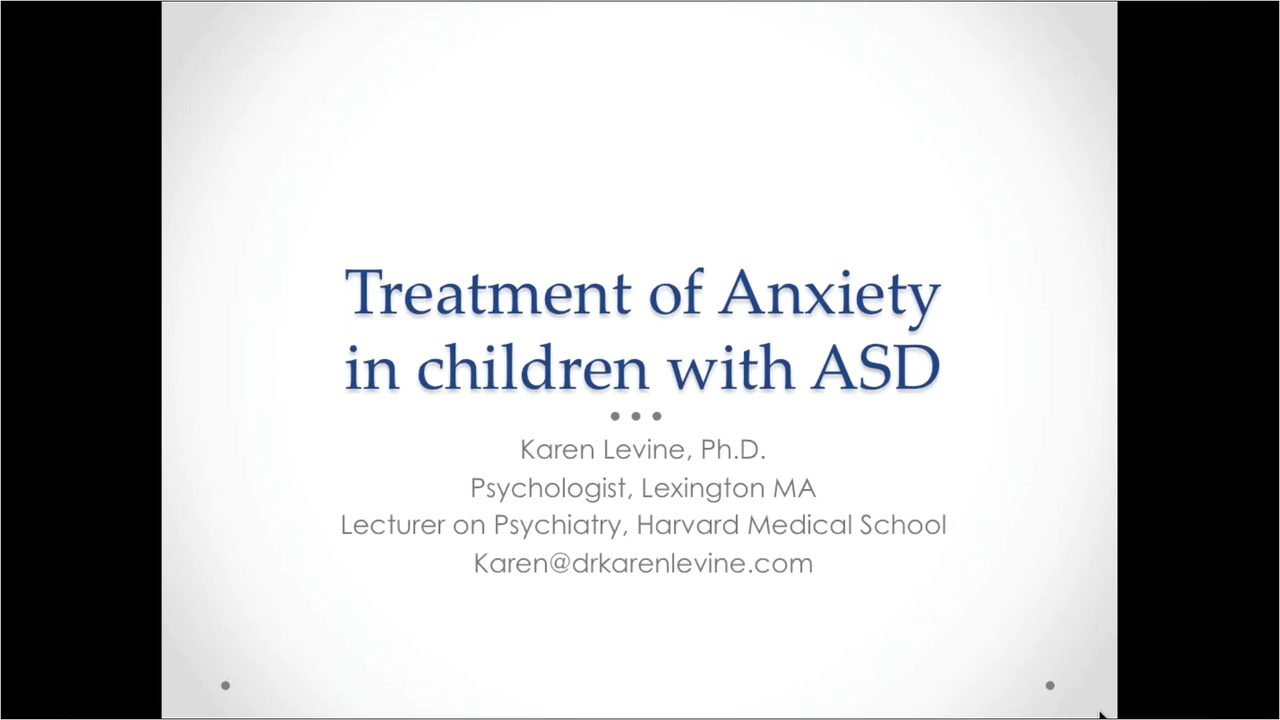 Treatment of Anxiety
in children with ASD
Karen Levine, Ph.D.
Psychologist, Lexington MA
Lecturer on Psychiatry, Harvard Medical School
Karen@drkarenlevine.com